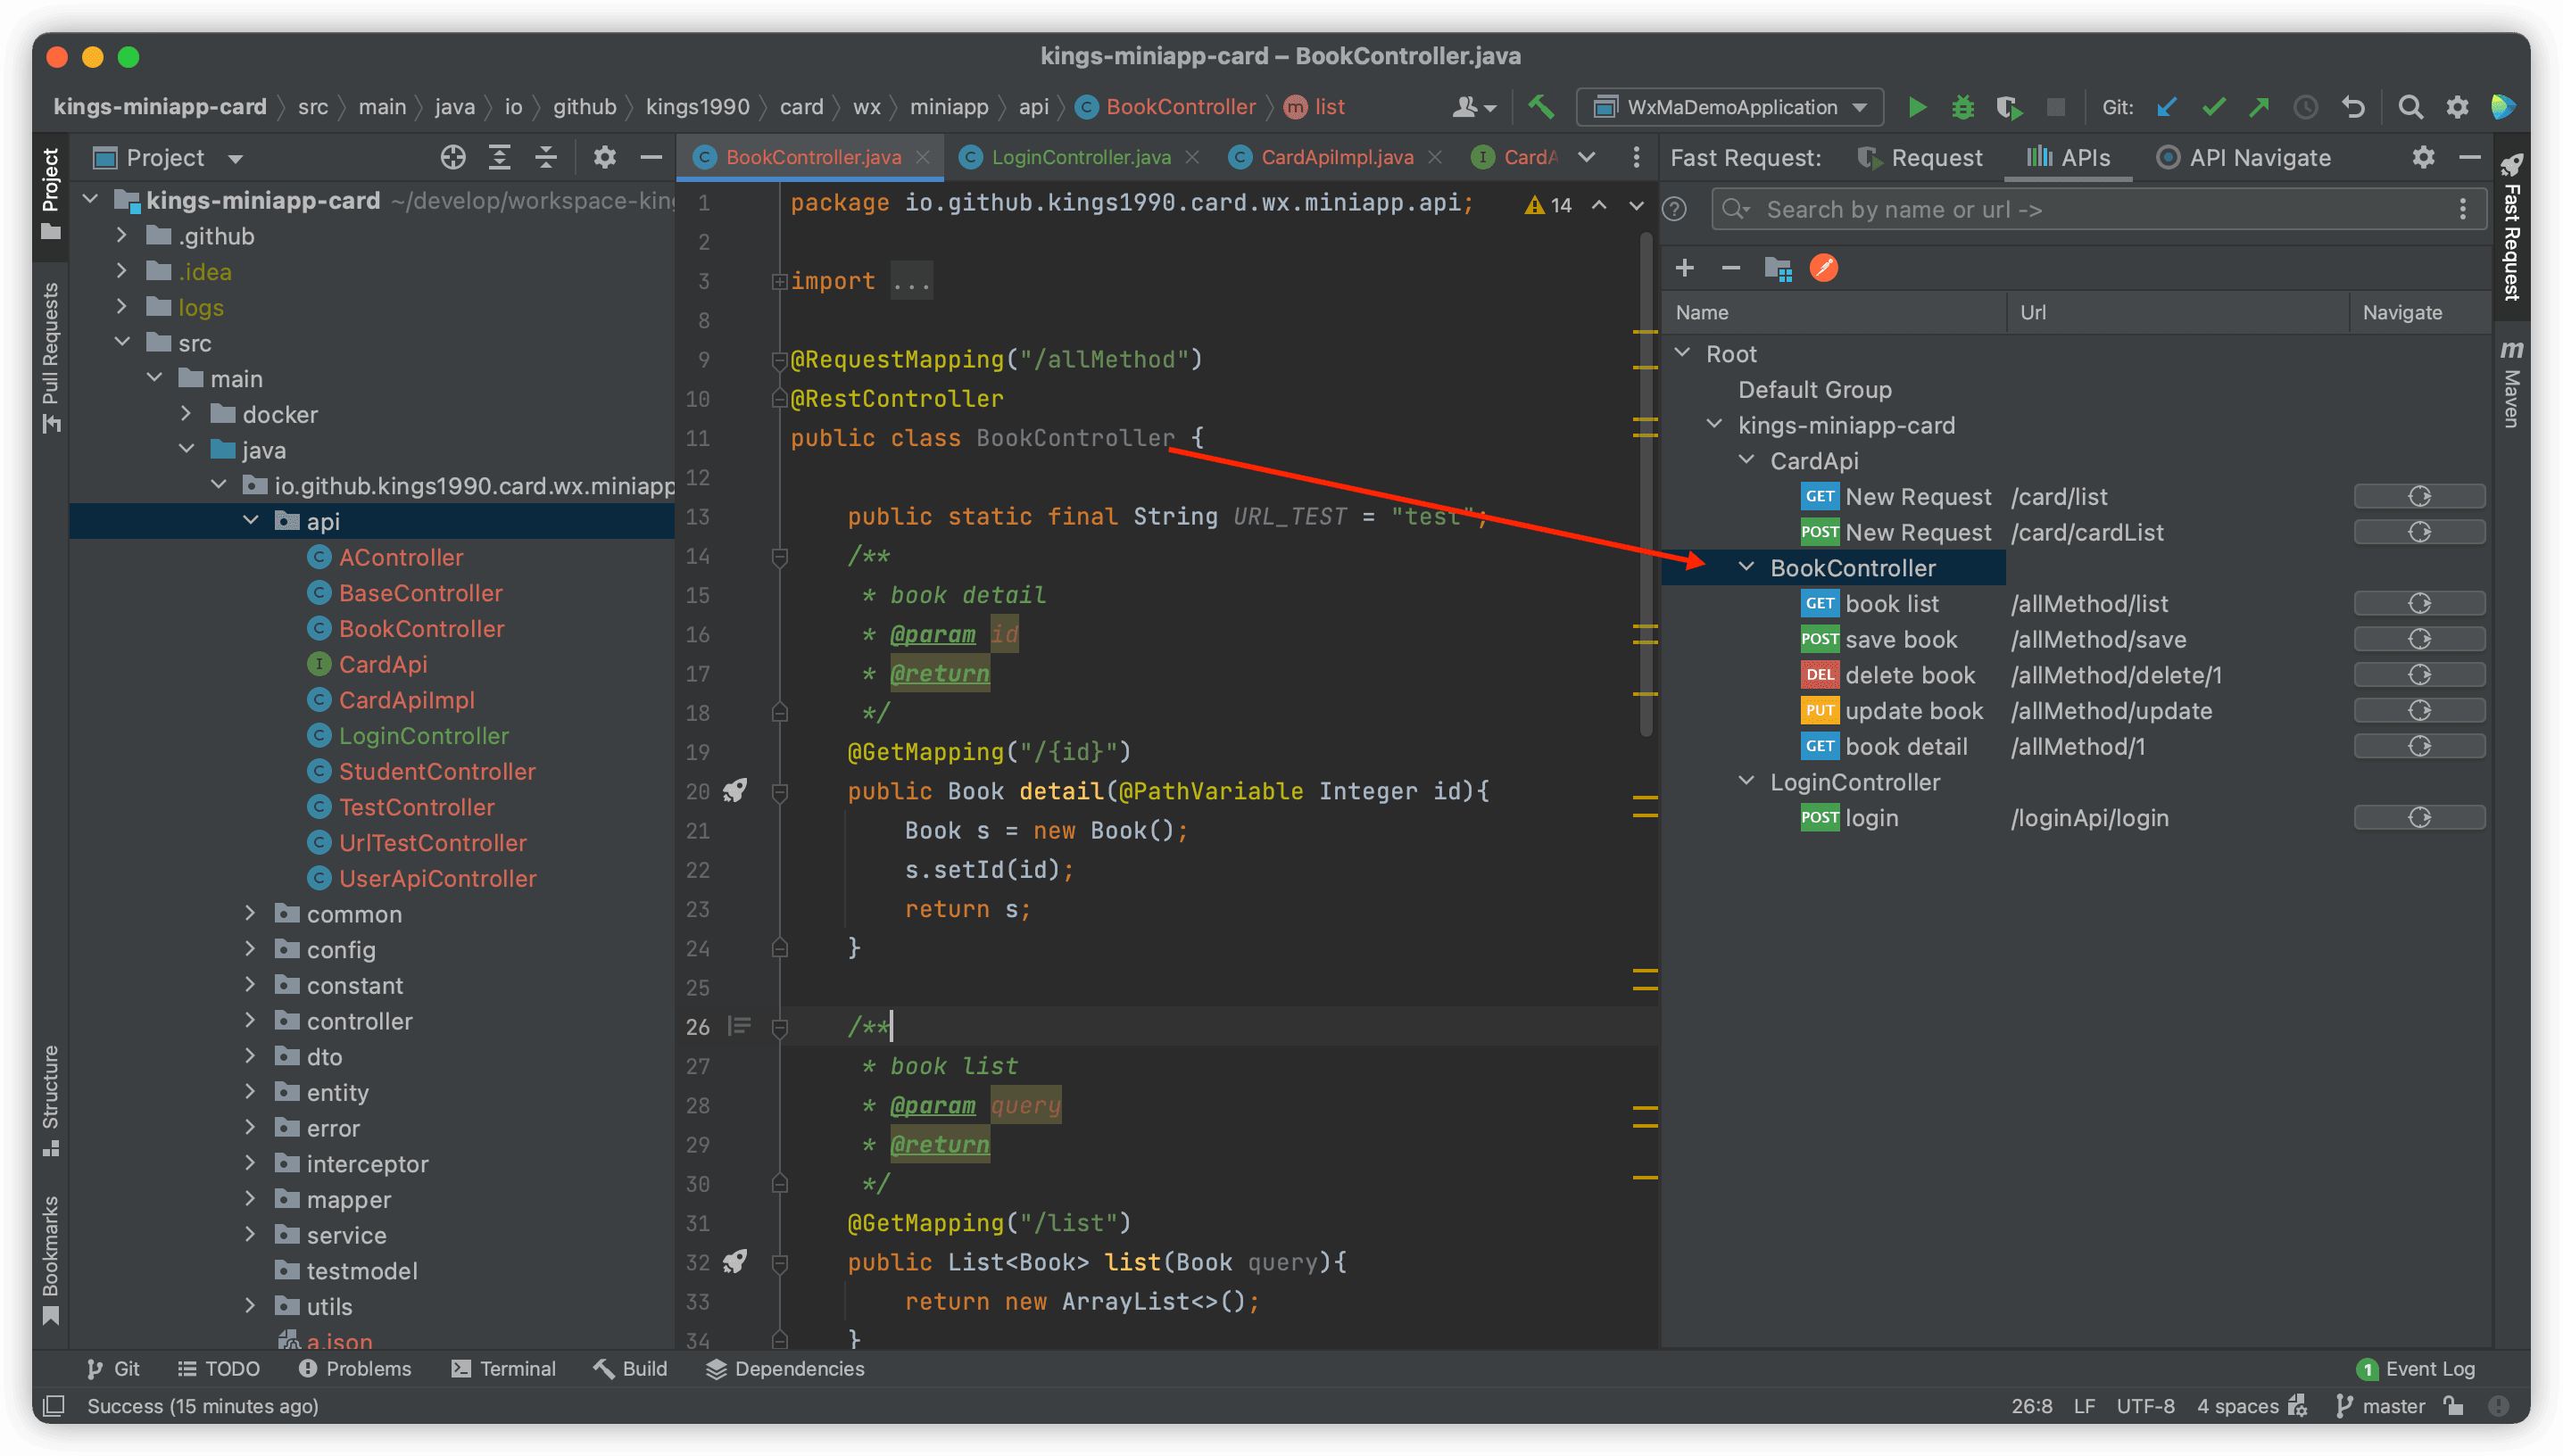 kings-miniapp-card – BookController.java
kings-miniapp-card src main java io github kings1990 card wx miniapp api BookController list
WxMaDemoApplication
Git:
Project
Pull Requests
Structure
Bookmarks
Project
kings-miniapp-card ~/develop/workspace-kin
.github
.idea
logs
src
main
docker
java
io.github.kings1990.card.wx.miniapp
api
AController
BaseController
BookController
CardApi
CardApiImpl
LoginController
StudentController
TestController
UrlTestController
UserApiController
common
config
constant
controller
dto
entity
error
interceptor
mapper
service
testmodel
utils
a.json
BookController.java LoginController.java CardApiImpl.java CardA
14
1 package io.github.kings1990.card.wx.miniapp.api;
2
3 import ...
8
9 @RequestMapping("/allMethod")
10 @RestController
11 public class BookController {
12
13 public static final String URL_TEST = "test";
14 /**
15 * book detail
16 * @param id
17 * @return
18 */
19 @GetMapping("/{id}")
20 public Book detail(@PathVariable Integer id){
21 Book s = new Book();
22 s.setId(id);
23 return s;
24 }
25
26 /**
27 * book list
28 * @param query
29 * @return
30 */
31 @GetMapping("/list")
32 public List<Book> list(Book query){
33 return new ArrayList<>();
34 }
Fast Request: Request APIs API Navigate
Search by name or url ->
Name Url Navigate
Root
Default Group
kings-miniapp-card
CardApi
GET New Request /card/list
POST New Request /card/cardList
BookController
GET book list /allMethod/list
POST save book /allMethod/save
DEL delete book /allMethod/delete/1
PUT update book /allMethod/update
GET book detail /allMethod/1
LoginController
POST login /loginApi/login
Fast Request
m Maven
Git TODO Problems Terminal Build Dependencies
1 Event Log
Success (15 minutes ago)
26:8 LF UTF-8 4 spaces master